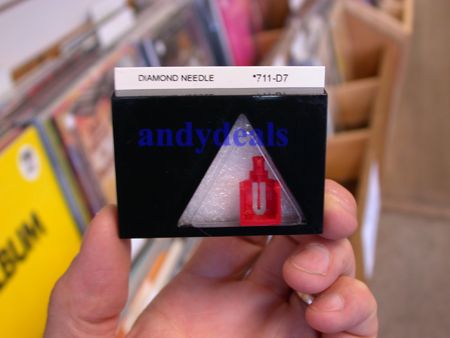 DIAMOND NEEDLE *711-D7
andydeals
ALBUM